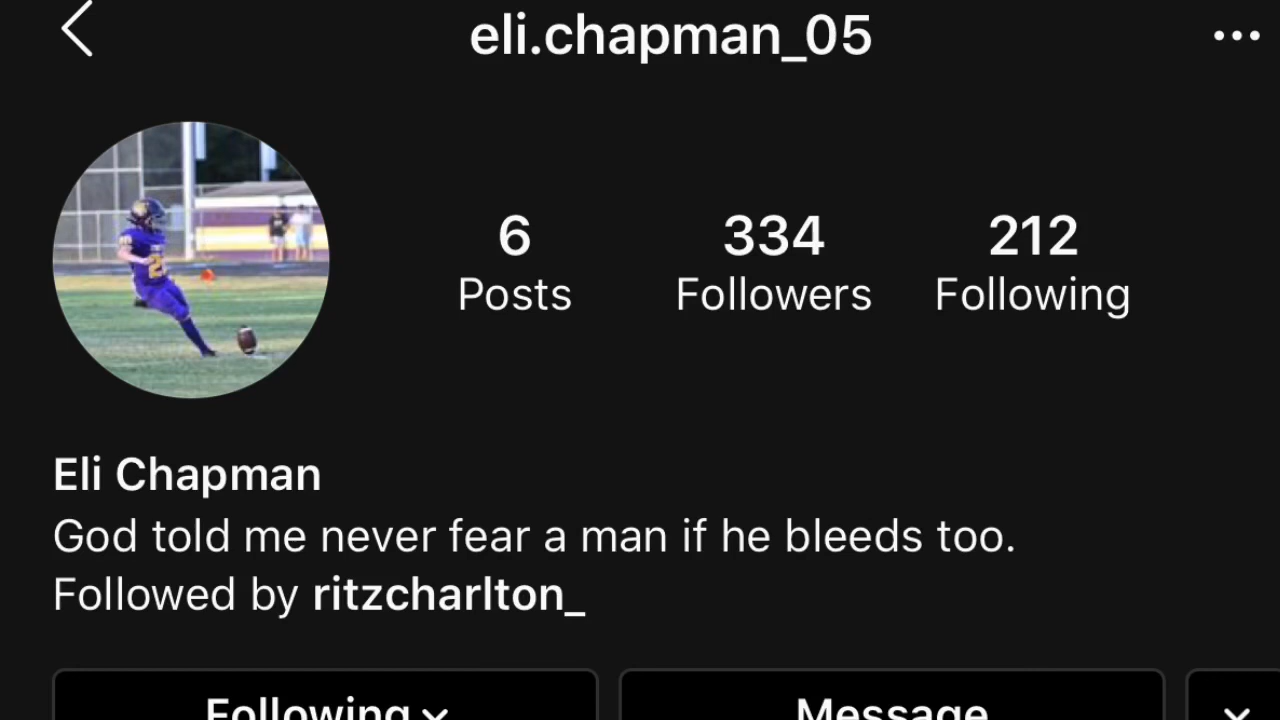 eli.chapman_05
6
334
212
Posts
Followers
Following
Eli Chapman
God told me never fear a man if he bleeds too.
Followed by ritzcharlton_
Following
Message